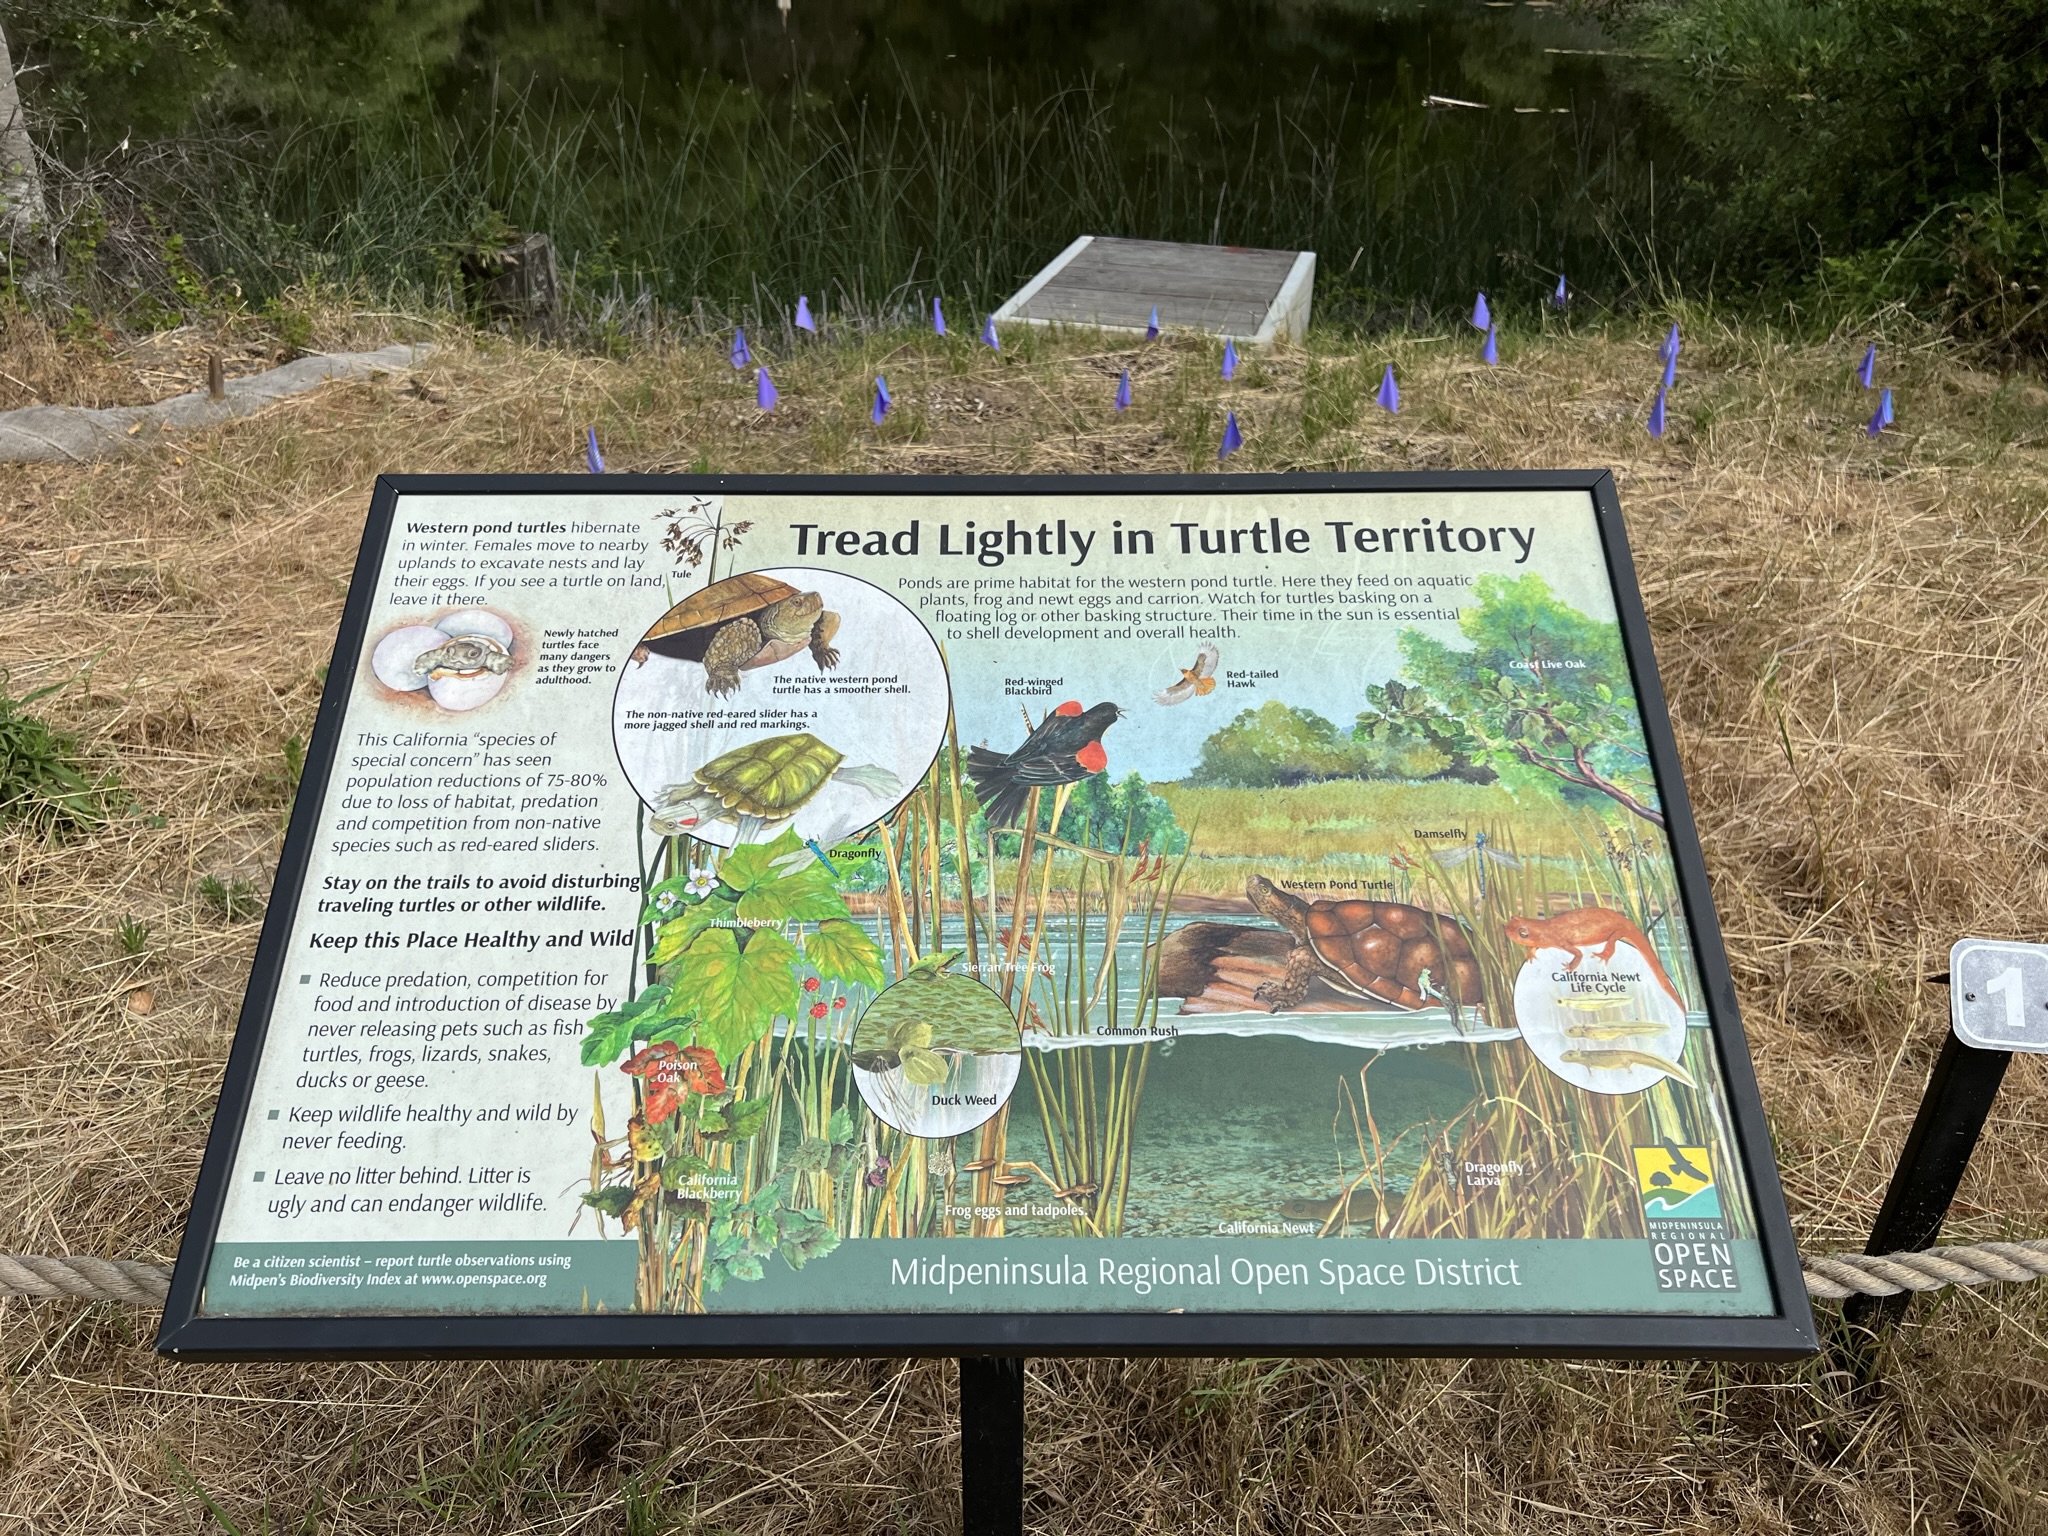 Tread Lightly in Turtle Territory
Western pond turtles hibernate
in winter. Females move to nearby
uplands to excavate nests and lay
their eggs. If you see a turtle on land,
leave it there.
Newly hatched
turtles face
many dangers
as they grow to
adulthood.
This California “species of
special concern” has seen
population reductions of 75-80%
due to loss of habitat, predation
and competition from non-native
species such as red-eared sliders.
Stay on the trails to avoid disturbing
traveling turtles or other wildlife.
Keep this Place Healthy and Wild
■ Reduce predation, competition for
food and introduction of disease by
never releasing pets such as fish
turtles, frogs, lizards, snakes,
ducks or geese.
■ Keep wildlife healthy and wild by
never feeding.
■ Leave no litter behind. Litter is
ugly and can endanger wildlife.
Be a citizen scientist – report turtle observations using
Midpen's Biodiversity Index at www.openspace.org
Tule
The native western pond
turtle has a smoother shell.
The non-native red-eared slider has a
more jagged shell and red markings.
Ponds are prime habitat for the western pond turtle. Here they feed on aquatic
plants, frog and newt eggs and carrion. Watch for turtles basking on a
floating log or other basking structure. Their time in the sun is essential
to shell development and overall health.
Red-winged
Blackbird
Red-tailed
Hawk
Coast Live Oak
Dragonfly
Damselfly
Western Pond Turtle
Thimbleberry
Sierran Tree Frog
California Newt
Life Cycle
Common Rush
Poison
Oak
Duck Weed
California
Blackberry
Dragonfly
Larva
Frog eggs and tadpoles.
California Newt
Midpeninsula Regional Open Space District
MIDPENINSULA
REGIONAL
OPEN
SPACE
1